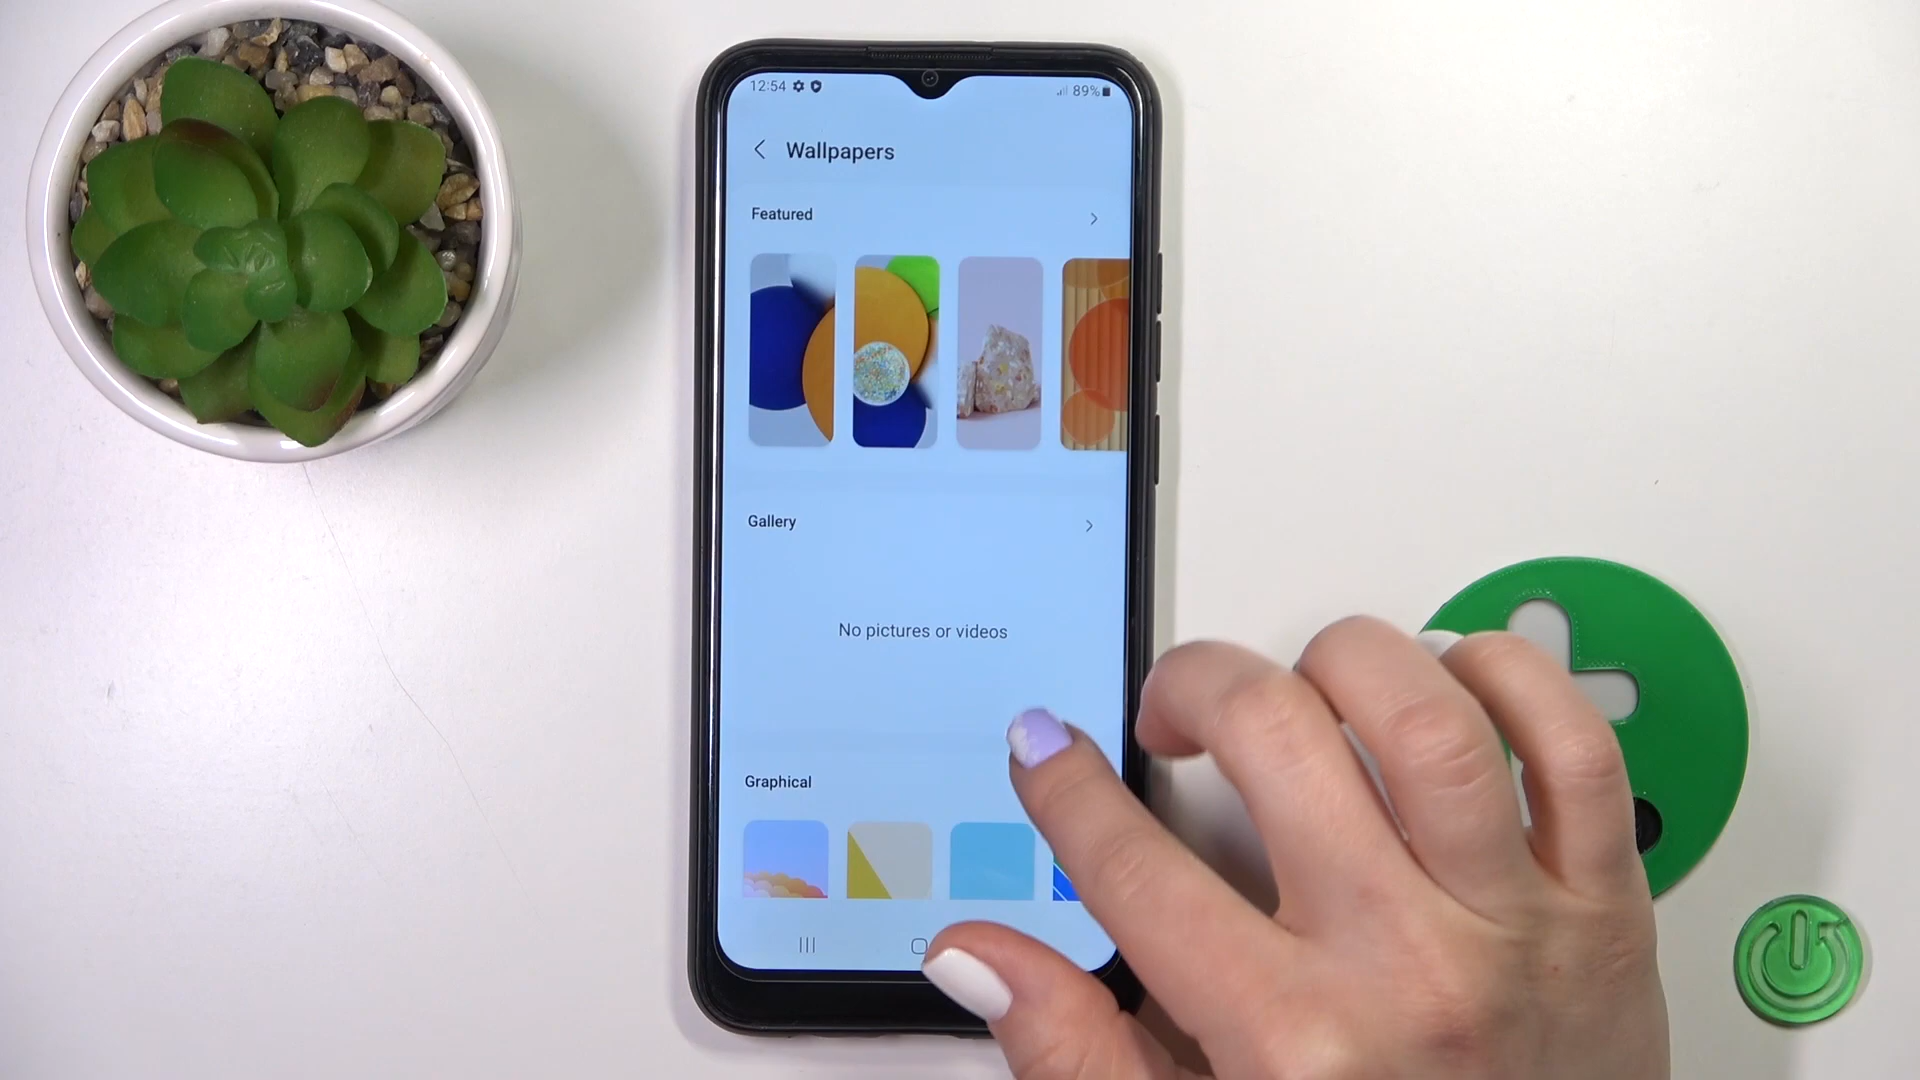 12:54
89%
Wallpapers
Featured
Gallery
No pictures or videos
Graphical